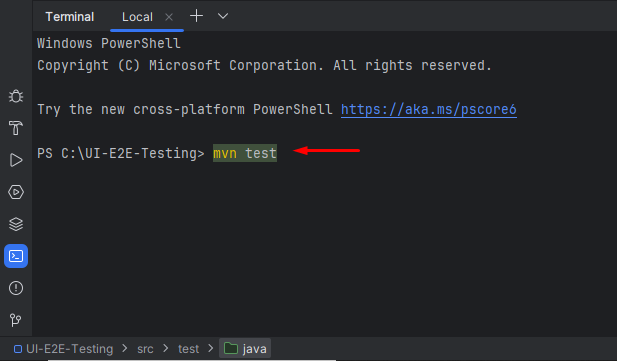 Terminal Local
Windows PowerShell
Copyright (C) Microsoft Corporation. All rights reserved.
Try the new cross-platform PowerShell https://aka.ms/pscore6
PS C:\UI-E2E-Testing> mvn test
UI-E2E-Testing > src > test > java